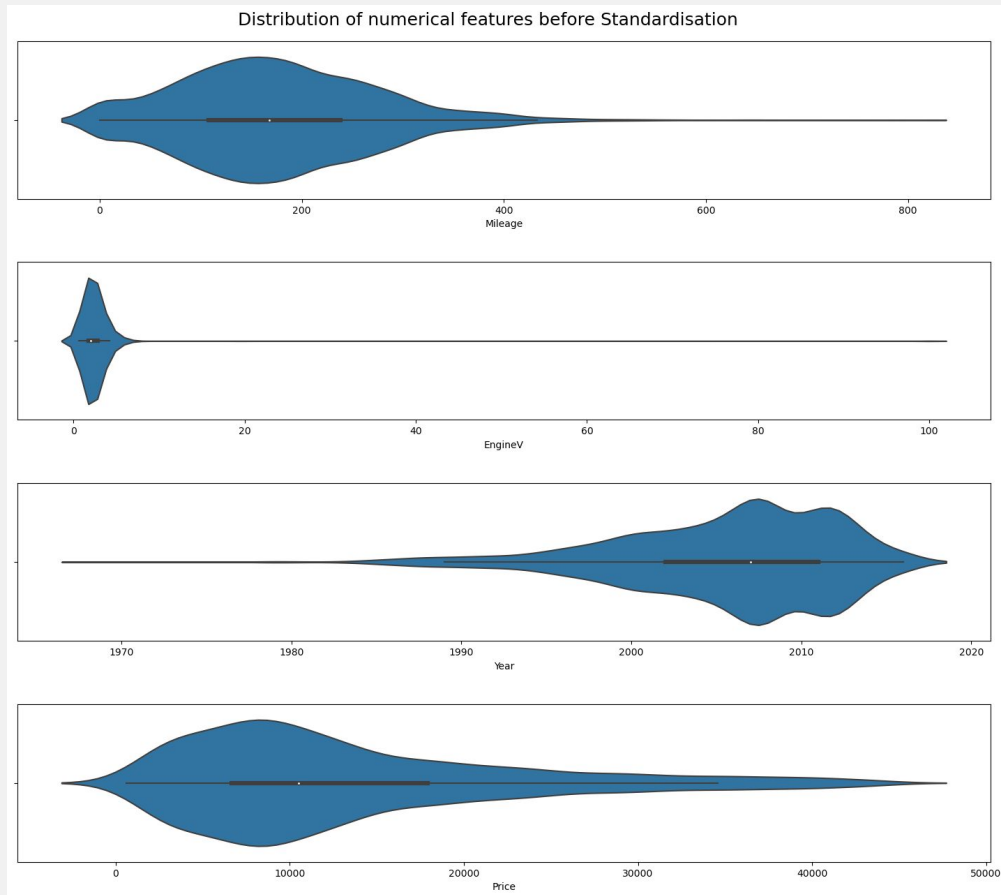 Distribution of numerical features before Standardisation
0 200 400 600 800
Mileage
0 20 40 60 80 100
EngineV
1970 1980 1990 2000 2010 2020
Year
0 10000 20000 30000 40000 50000
Price